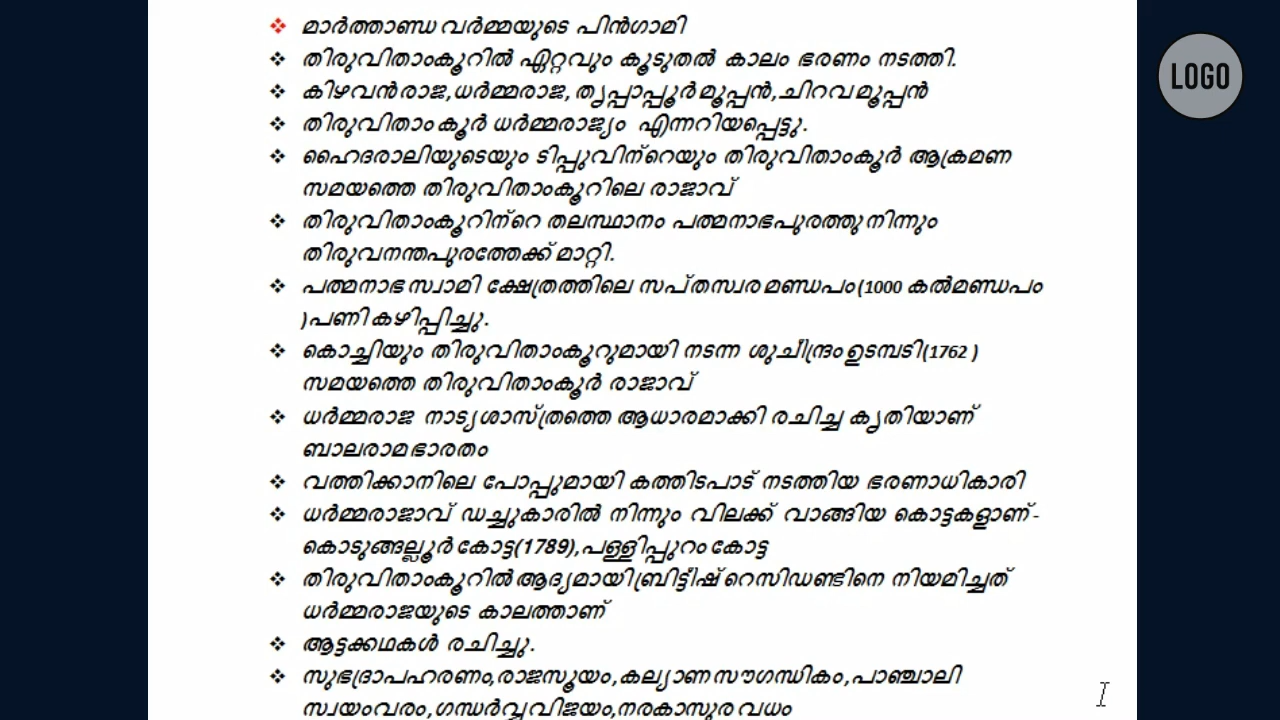 ❖ മാർത്താണ്ഡ വർമ്മയുടെ പിൻഗാമി
❖ തിരുവിതാംകൂറിൽ ഏറ്റവും കൂടുതൽ കാലം ഭരണം നടത്തി.
❖ കിഴവൻ രാജ,ധർമ്മരാജ, തൃപ്പാപ്പൂർ മൂപ്പൻ,ചിറവ മൂപ്പൻ
❖ തിരുവിതാംകൂർ ധർമ്മരാജ്യം എന്നറിയപ്പെട്ടു.
❖ ഹൈദരാലിയുടെയും ടിപ്പുവിന്റെയും തിരുവിതാംകൂർ ആക്രമണ
സമയത്തെ തിരുവിതാംകൂറിലെ രാജാവ്
❖ തിരുവിതാംകൂറിന്റെ തലസ്ഥാനം പത്മനാഭപുരത്തു നിന്നും
തിരുവനന്തപുരത്തേക്ക് മാറ്റി.
❖ പത്മനാഭ സ്വാമി ക്ഷേത്രത്തിലെ സപ്തസ്വര മണ്ഡപം (1000 കൽമണ്ഡപം
)പണി കഴിപ്പിച്ചു.
❖ കൊച്ചിയും തിരുവിതാംകൂറുമായി നടന്ന ശുചീന്ദ്രം ഉടമ്പടി (1762 )
സമയത്തെ തിരുവിതാംകൂർ രാജാവ്
❖ ധർമ്മരാജ നാട്യശാസ്ത്രത്തെ ആധാരമാക്കി രചിച്ച കൃതിയാണ്
ബാലരാമ ഭാരതം
❖ വത്തിക്കാനിലെ പോപ്പുമായി കത്തിടപാട് നടത്തിയ ഭരണാധികാരി
❖ ധർമ്മരാജാവ് ഡച്ചുകാരിൽ നിന്നും വിലക്ക് വാങ്ങിയ കൊട്ടകളാണ് -
കൊടുങ്ങല്ലൂർ കോട്ട(1789),പള്ളിപ്പുറം കോട്ട
❖ തിരുവിതാംകൂറിൽ ആദ്യമായി ബ്രിട്ടീഷ് റെസിഡണ്ടിനെ നിയമിച്ചത്
ധർമ്മരാജയുടെ കാലത്താണ്
❖ ആട്ടക്കഥകൾ രചിച്ചു.
❖ സുഭദ്രാപഹരണം,രാജസൂയം,കല്യാണ സൗഗന്ധികം,പാഞ്ചാലി
സ്വയംവരം,ഗന്ധർവ്വ വിജയം,നരകാസുര വധം
LOGO